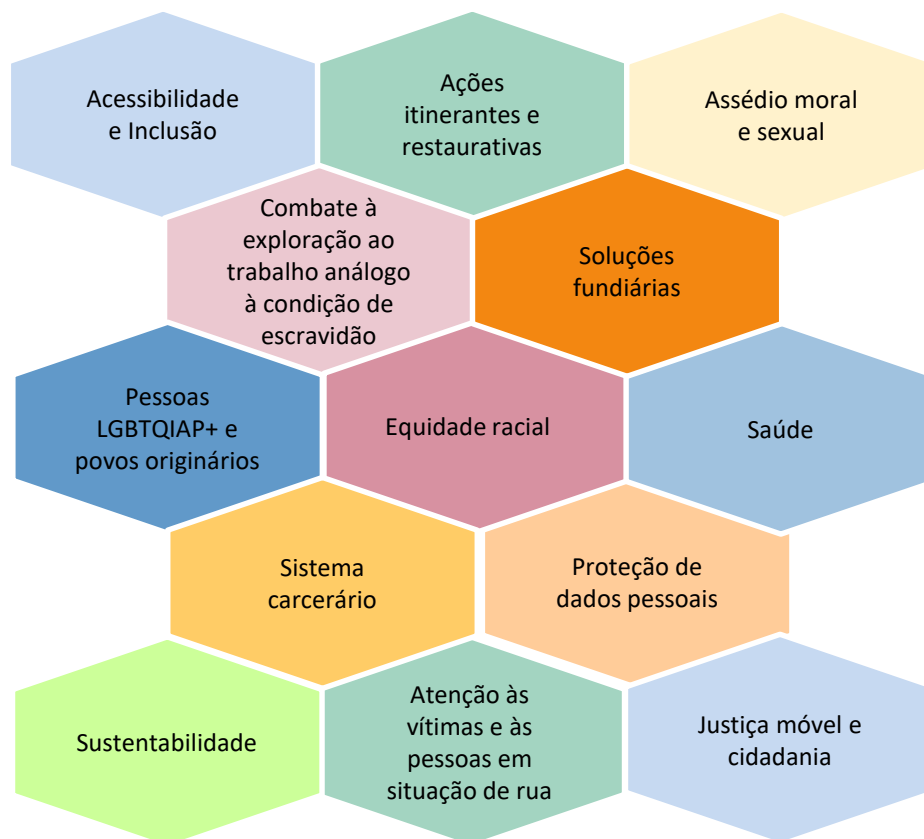 Acessibilidade
e Inclusão
Ações
itinerantes e
restaurativas
Assédio moral
e sexual
Combate à
exploração ao
trabalho análogo
à condição de
escravidão
Soluções
fundiárias
Pessoas
LGBTQIAP+ e
povos originários
Equidade racial
Saúde
Sistema
carcerário
Proteção de
dados pessoais
Sustentabilidade
Atenção às
vítimas e às
pessoas em
situação de rua
Justiça móvel e
cidadania